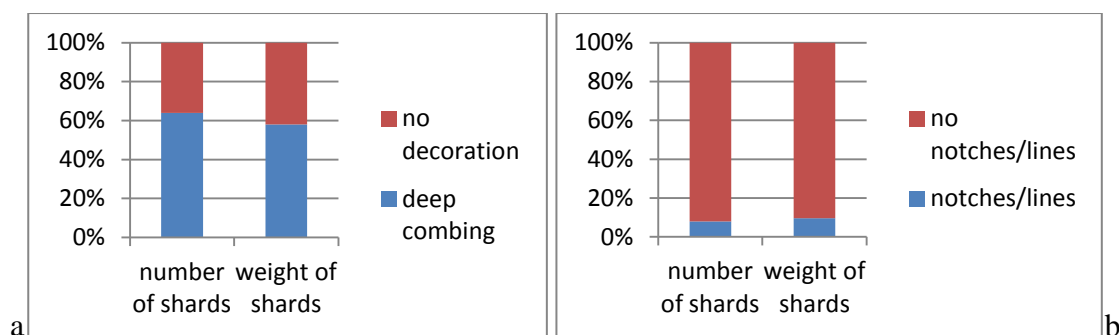 100%
80%
60%
40%
20%
0%
number
of shards
weight of
shards
no
decoration
deep
combing
a
100%
80%
60%
40%
20%
0%
number
of shards
weight of
shards
no
notches/lines
notches/lines
b